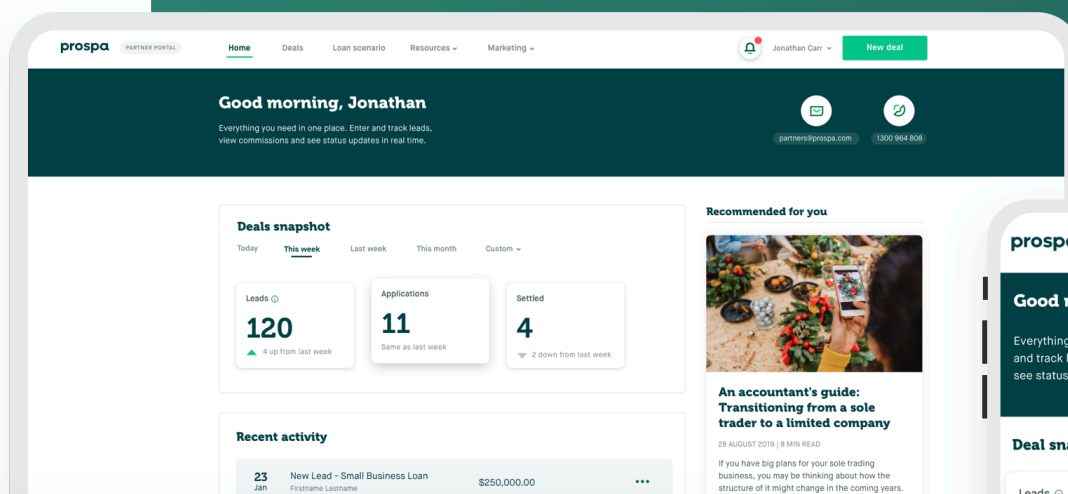 prospa PARTNER PORTAL Home Deals Loan scenario Resources Marketing Jonathan Carr New deal
Good morning, Jonathan
Everything you need in one place. Enter and track leads,
view commissions and see status updates in real time.
partners@prospa.com 1300 964 808
Deals snapshot
Today This week Last week This month Custom
Leads
120
4 up from last week
Applications
11
Same as last week
Settled
4
2 down from last week
Recent activity
23 Jan
New Lead - Small Business Loan
Firstname Lastname
$250,000.00
Recommended for you
An accountant's guide:
Transitioning from a sole
trader to a limited company
28 AUGUST 2019 | 8 MIN READ
If you have big plans for your sole trading
business, you may be thinking about how the
structure of it might change in the coming years.
prosp
Good
Everything
and track
see status
Deal sna
Leads